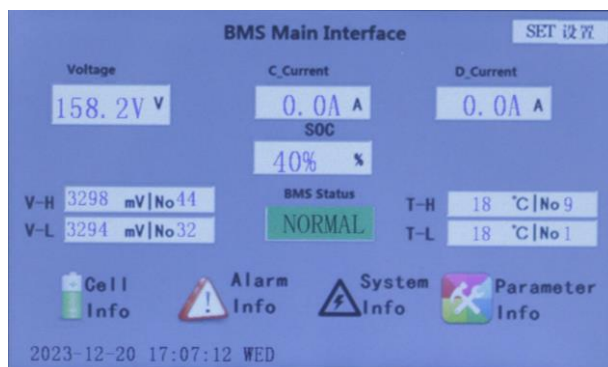 BMS Main Interface
SET 设置
Voltage
C_Current
D_Current
158.2V V
0.0A A
0.0A A
SOC
40% %
BMS Status
V-H 3298 mV|No44
NORMAL
T-H 18 ℃|No9
V-L 3294 mV|No32
T-L 18 ℃|No1
Cell Info
Alarm Info
System Info
Parameter Info
2023-12-20 17:07:12 WED